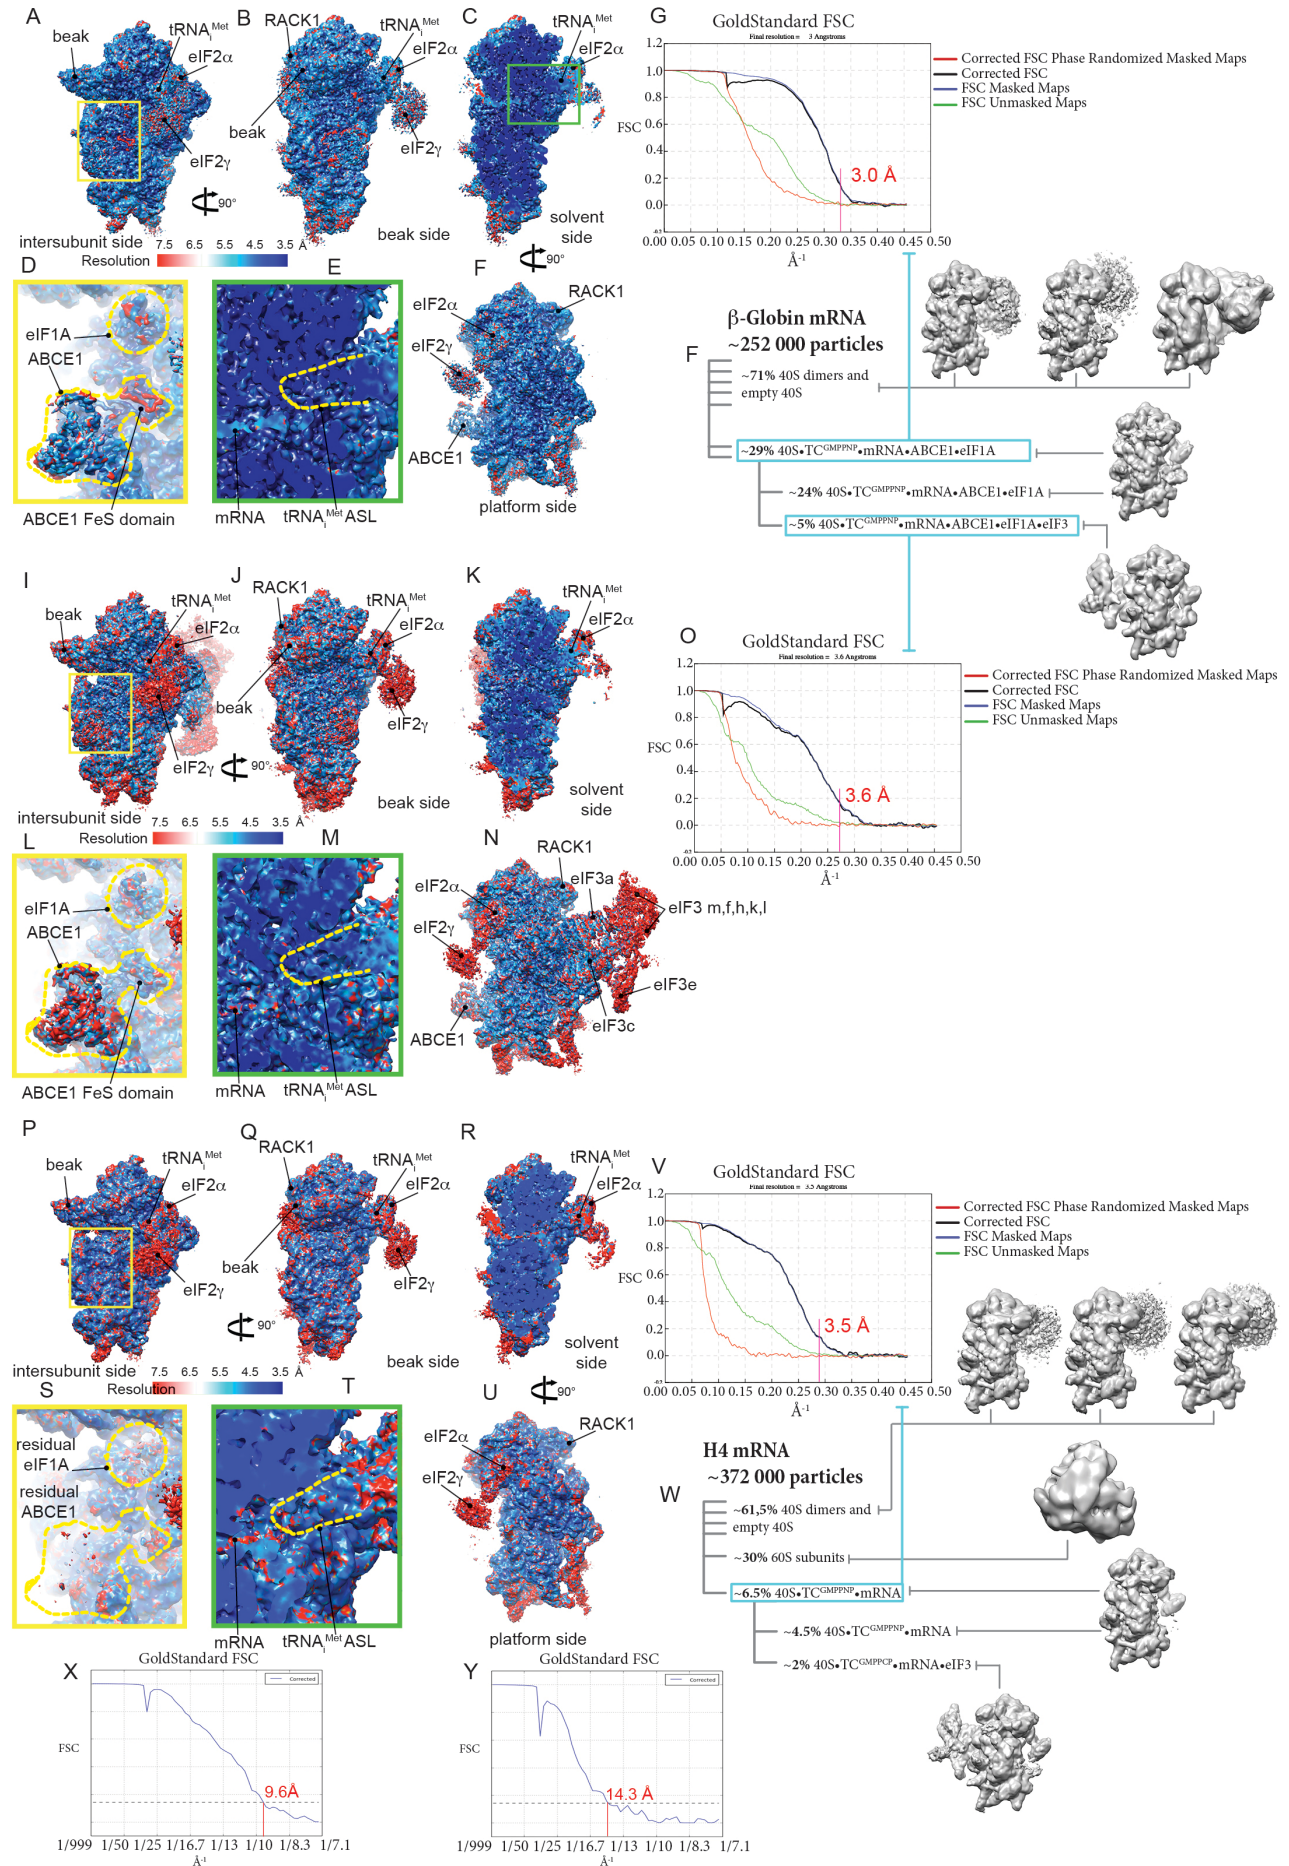 A
beak
tRNAiMet
eIF2α
eIF2γ
90°
intersubunit side
B
RACK1
tRNAiMet
eIF2α
beak
eIF2γ
beak side
C
tRNAiMet
eIF2α
solvent
side
90°
7.5 6.5 5.5 4.5 3.5 Å
Resolution
D
eIF1A
ABCE1
ABCE1 FeS domain
E
mRNA
tRNAiMet ASL
F
RACK1
eIF2α
eIF2γ
ABCE1
platform side
G
GoldStandard FSC
Final resolution = 3 Angstroms
1.2
1.0
0.8
0.6
FSC
0.4
0.2
0.0
3.0 Å
0.00 0.05 0.10 0.15 0.20 0.25 0.30 0.35 0.40 0.45 0.50
Å-1
Corrected FSC Phase Randomized Masked Maps
Corrected FSC
FSC Masked Maps
FSC Unmasked Maps
F
β-Globin mRNA
~252 000 particles
~71% 40S dimers and
empty 40S
~29% 40S•TCGMPPNP•mRNA•ABCE1•eIF1A
~24% 40S•TCGMPPNP•mRNA•ABCE1•eIF1A
~5% 40S•TCGMPPNP•mRNA•ABCE1•eIF1A•eIF3
I
beak
tRNAiMet
eIF2α
eIF2γ
90°
intersubunit side
J
RACK1
tRNAiMet
eIF2α
beak
eIF2γ
beak side
K
tRNAiMet
eIF2α
solvent
side
7.5 6.5 5.5 4.5 3.5 Å
Resolution
L
eIF1A
ABCE1
ABCE1 FeS domain
M
mRNA
tRNAiMet ASL
N
RACK1
eIF3a
eIF2α
eIF3 m,f,h,k,l
eIF2γ
eIF3e
eIF3c
ABCE1
O
GoldStandard FSC
Final resolution = 3.6 Angstroms
1.2
1.0
0.8
FSC
0.6
0.4
0.2
0.0
3.6 Å
0.00 0.05 0.10 0.15 0.20 0.25 0.30 0.35 0.40 0.45 0.50
Å-1
Corrected FSC Phase Randomized Masked Maps
Corrected FSC
FSC Masked Maps
FSC Unmasked Maps
P
beak
tRNAiMet
eIF2α
eIF2γ
90°
intersubunit side
Q
RACK1
tRNAiMet
eIF2α
beak
eIF2γ
beak side
R
tRNAiMet
eIF2α
solvent
side
90°
7.5 6.5 5.5 4.5 3.5 Å
Resolution
S
residual
eIF1A
residual
ABCE1
T
mRNA
tRNAiMet ASL
U
RACK1
eIF2α
eIF2γ
platform side
V
GoldStandard FSC
Final resolution = 3.5 Angstroms
1.2
1.0
0.8
0.6
FSC
0.4
0.2
0.0
3.5 Å
0.00 0.05 0.10 0.15 0.20 0.25 0.30 0.35 0.40 0.45 0.50
Å-1
Corrected FSC Phase Randomized Masked Maps
Corrected FSC
FSC Masked Maps
FSC Unmasked Maps
W
H4 mRNA
~372 000 particles
~61,5% 40S dimers and
empty 40S
~30% 60S subunits
~6.5% 40S•TCGMPPNP•mRNA
~4.5% 40S•TCGMPPNP•mRNA
~2% 40S•TCGMPPCP•mRNA•eIF3
X
GoldStandard FSC
Corrected
FSC
9.6Å
1/999 1/50 1/25 1/16.7 1/13 1/10 1/8.3 1/7.1
Å-1
Y
GoldStandard FSC
Corrected
FSC
14.3 Å
1/999 1/50 1/25 1/16.7 1/13 1/10 1/8.3 1/7.1
Å-1